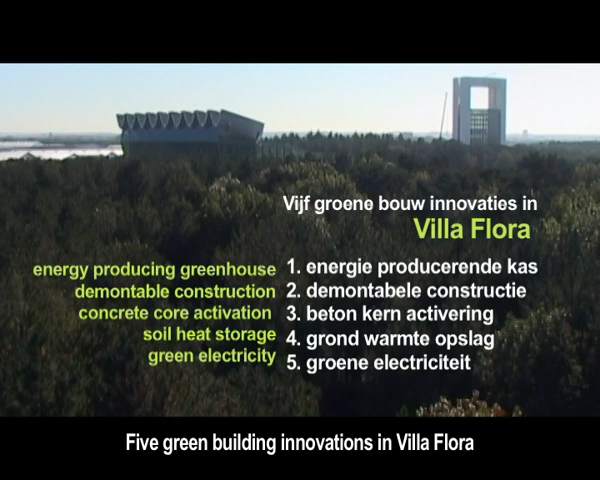 Vijf groene bouw innovaties in
Villa Flora
energy producing greenhouse
demontable construction
concrete core activation
soil heat storage
green electricity
1. energie producerende kas
2. demontabele constructie
3. beton kern activering
4. grond warmte opslag
5. groene electriciteit
Five green building innovations in Villa Flora